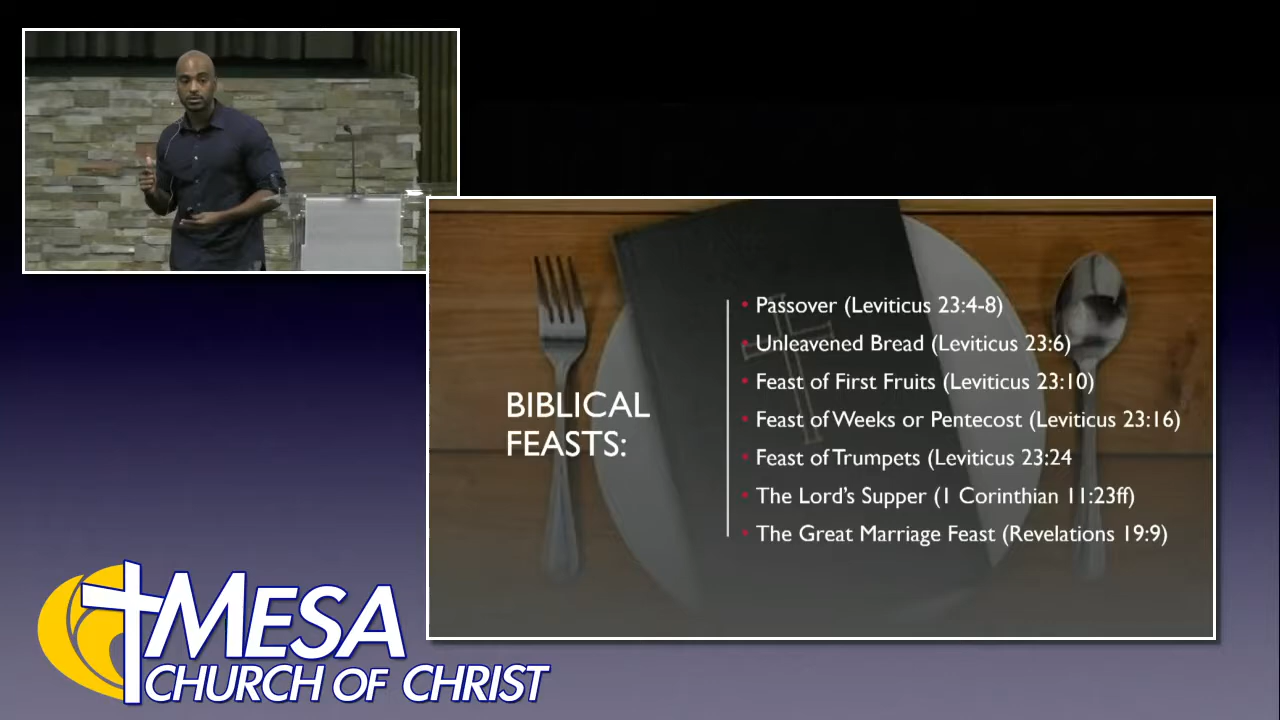 BIBLICAL
FEASTS:
• Passover (Leviticus 23:4-8)
• Unleavened Bread (Leviticus 23:6)
• Feast of First Fruits (Leviticus 23:10)
• Feast of Weeks or Pentecost (Leviticus 23:16)
• Feast of Trumpets (Leviticus 23:24
• The Lord's Supper (1 Corinthian 11:23ff)
• The Great Marriage Feast (Revelations 19:9)
MESA
CHURCH OF CHRIST